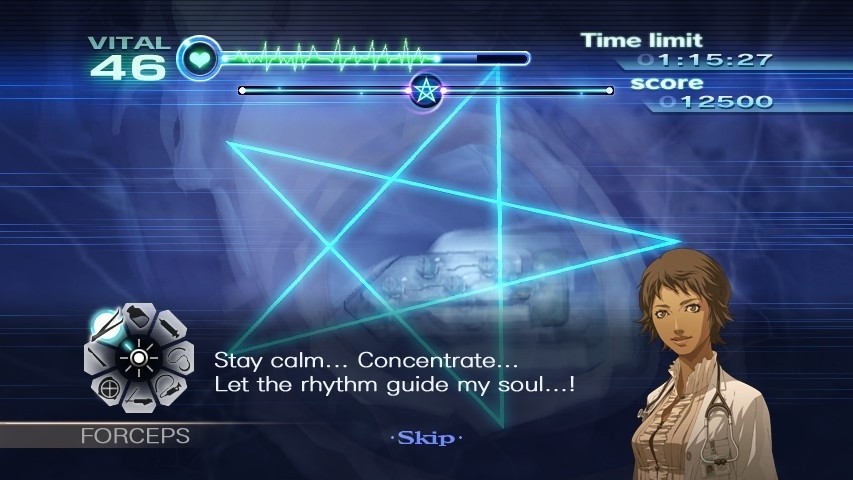 VITAL
46
Time limit
01:15:27
score
012500
Stay calm... Concentrate...
Let the rhythm guide my soul...!
·Skip·
FORCEPS